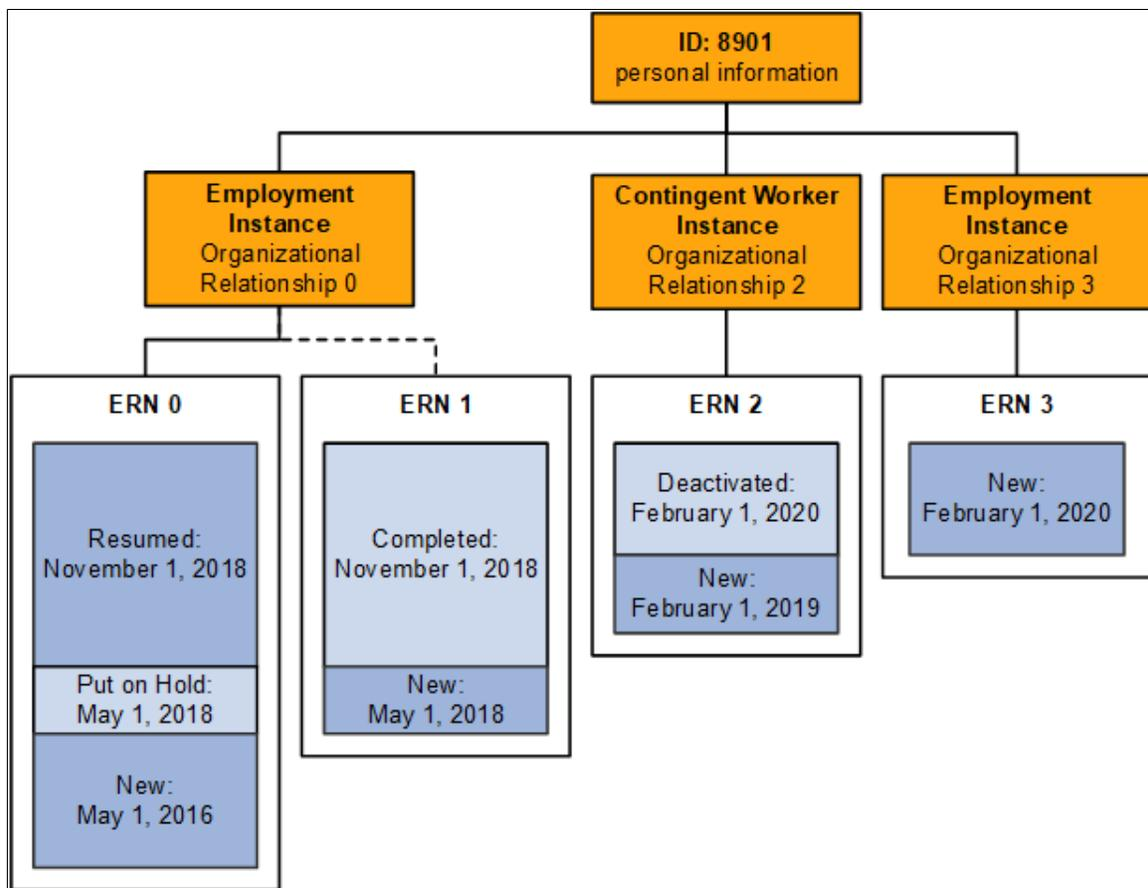 ID: 8901
personal information
Employment
Instance
Organizational
Relationship 0
Contingent Worker
Instance
Organizational
Relationship 2
Employment
Instance
Organizational
Relationship 3
ERN 0
Resumed:
November 1, 2018
Put on Hold:
May 1, 2018
New:
May 1, 2016
ERN 1
Completed:
November 1, 2018
New:
May 1, 2018
ERN 2
Deactivated:
February 1, 2020
New:
February 1, 2019
ERN 3
New:
February 1, 2020